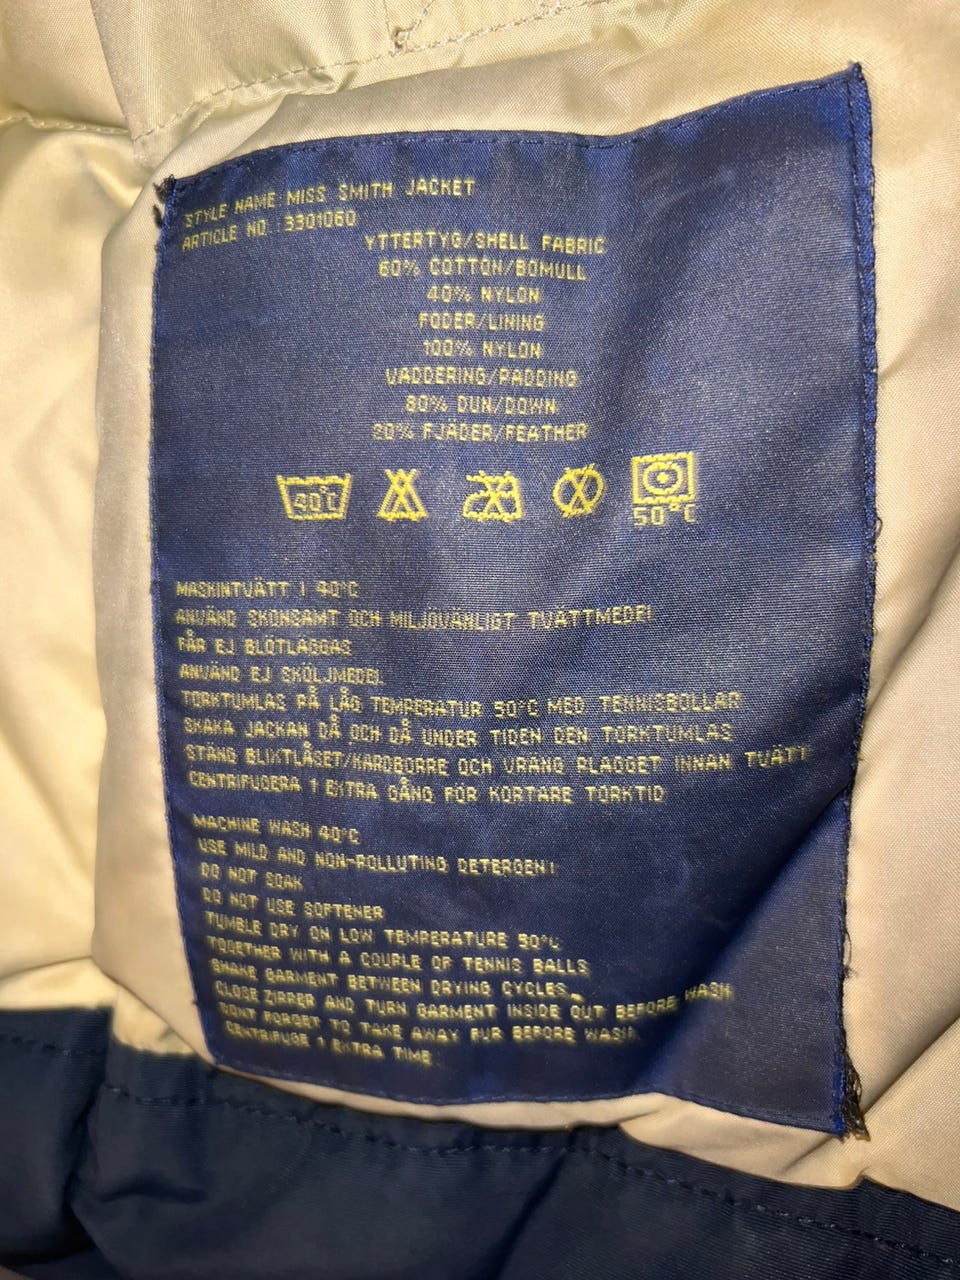 STYLE NAME MISS SMITH JACKET
ARTICLE NO.: 3301060
YTTERTYG/SHELL FABRIC
60% COTTON/BOMULL
40% NYLON
FODER/LINING
100% NYLON
VADDERING/PADDING
80% DUN/DOWN
20% FJÄDER/FEATHER
40°C
50°C
MASKINTVÄTT I 40°C
ANVÄND SKONSAMT OCH MILJÖVÄNLIGT TVÄTTMEDEL
FÅR EJ BLÖTLÄGGAS
ANVÄND EJ SKÖLJMEDEL
TORKTUMLAS PÅ LÅG TEMPERATUR 50°C MED TENNISBOLLAR
SKAKA JACKAN DÅ OCH DÅ UNDER TIDEN DEN TORKTUMLAS
STÄNG BLIXTLÅSET/KARDBORRE OCH VRÄNG PLAGGET INNAN TVÄTT
CENTRIFUGERA 1 EXTRA GÅNG FÖR KORTARE TORKTID
MACHINE WASH 40°C
USE MILD AND NON-POLLUTING DETERGENT
DO NOT SOAK
DO NOT USE SOFTENER
TUMBLE DRY ON LOW TEMPERATURE 50°C
TOGETHER WITH A COUPLE OF TENNIS BALLS
SHAKE GARMENT BETWEEN DRYING CYCLES
CLOSE ZIPPER AND TURN GARMENT INSIDE OUT BEFORE WASH
DONT FORGET TO TAKE AWAY FUR BEFORE WASH
CENTRIFUGE 1 EXTRA TIME